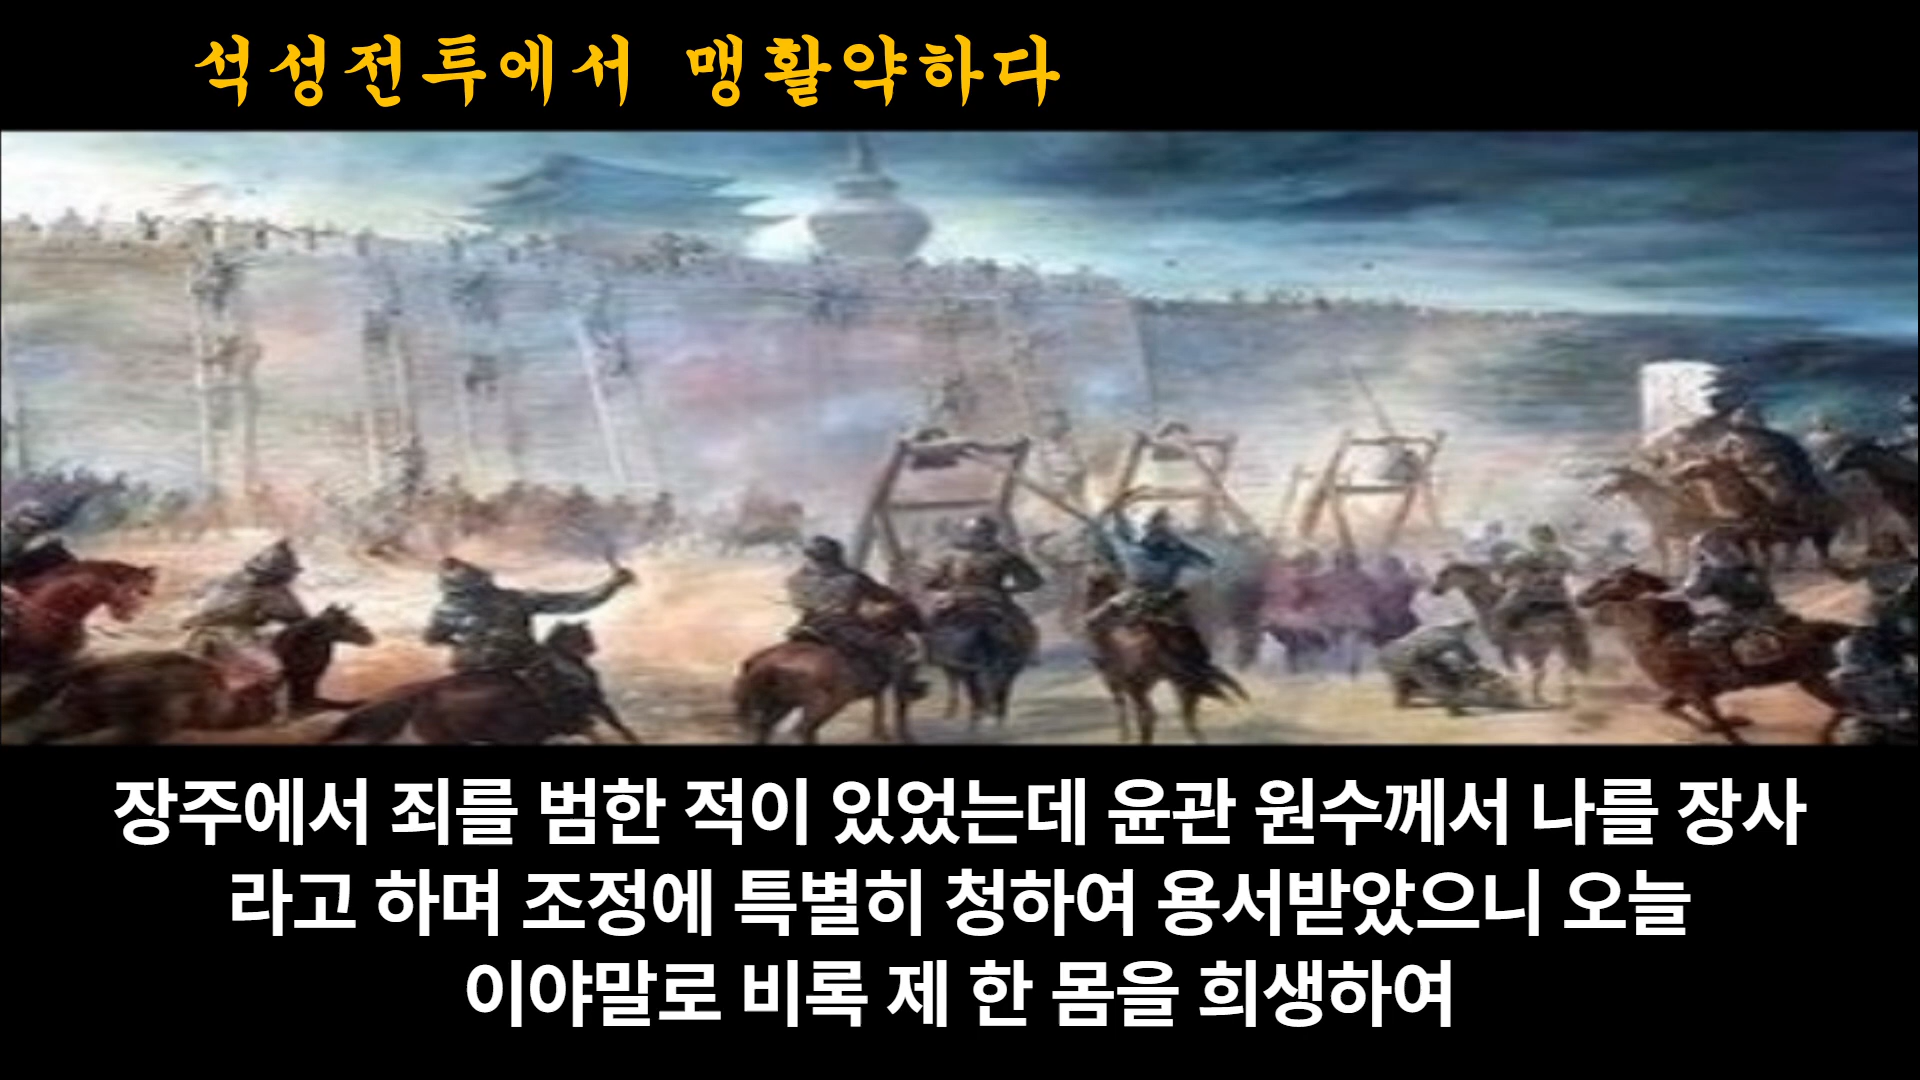 석성전투에서 맹활약하다
장주에서 죄를 범한 적이 있었는데 윤관 원수께서 나를 장사
라고 하며 조정에 특별히 청하여 용서받았으니 오늘
이야말로 비록 제 한 몸을 희생하여